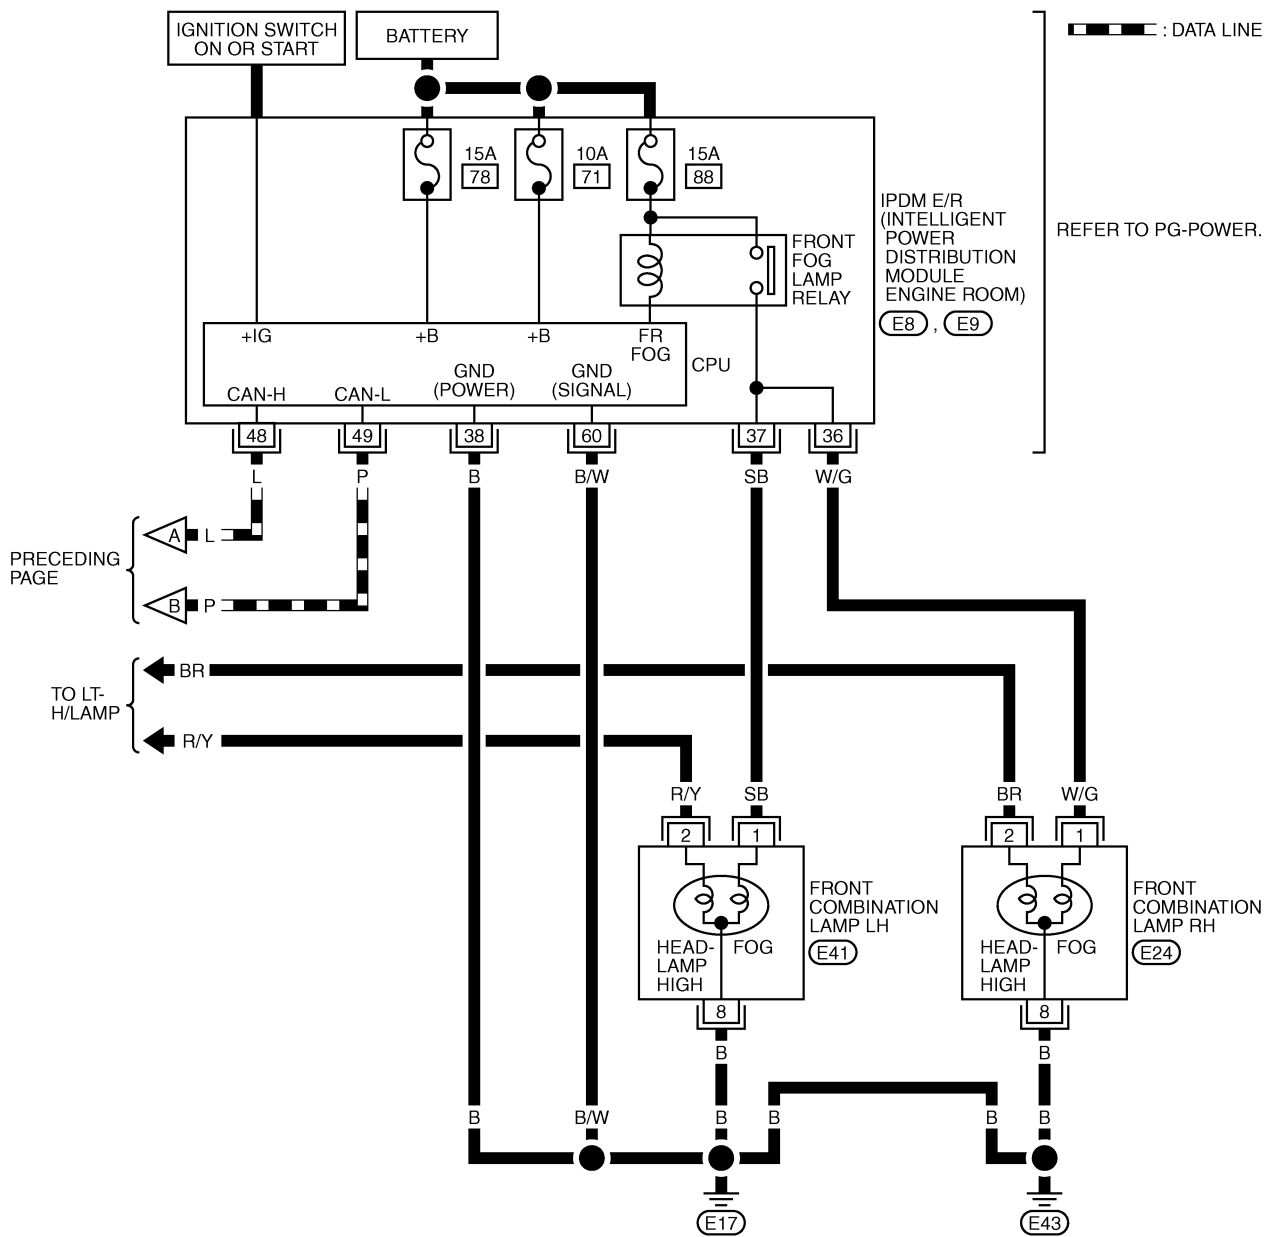 IGNITION SWITCH
ON OR START
BATTERY
: DATA LINE
15A
78
10A
71
15A
88
IPDM E/R
(INTELLIGENT
POWER
DISTRIBUTION
MODULE
ENGINE ROOM)
E8 , E9
REFER TO PG-POWER.
FRONT
FOG
LAMP
RELAY
+IG
+B
+B
FR
FOG
CPU
CAN-H
CAN-L
GND
(POWER)
GND
(SIGNAL)
48
49
38
60
37
36
L
P
B
B/W
SB
W/G
PRECEDING
PAGE
A
L
B
P
TO LT-
H/LAMP
BR
R/Y
R/Y
SB
BR
W/G
2
1
2
1
FRONT
COMBINATION
LAMP LH
E41
HEAD-
LAMP
HIGH
FOG
FRONT
COMBINATION
LAMP RH
E24
HEAD-
LAMP
HIGH
FOG
8
8
B
B
B
B/W
B
B
B
B
E17
E43